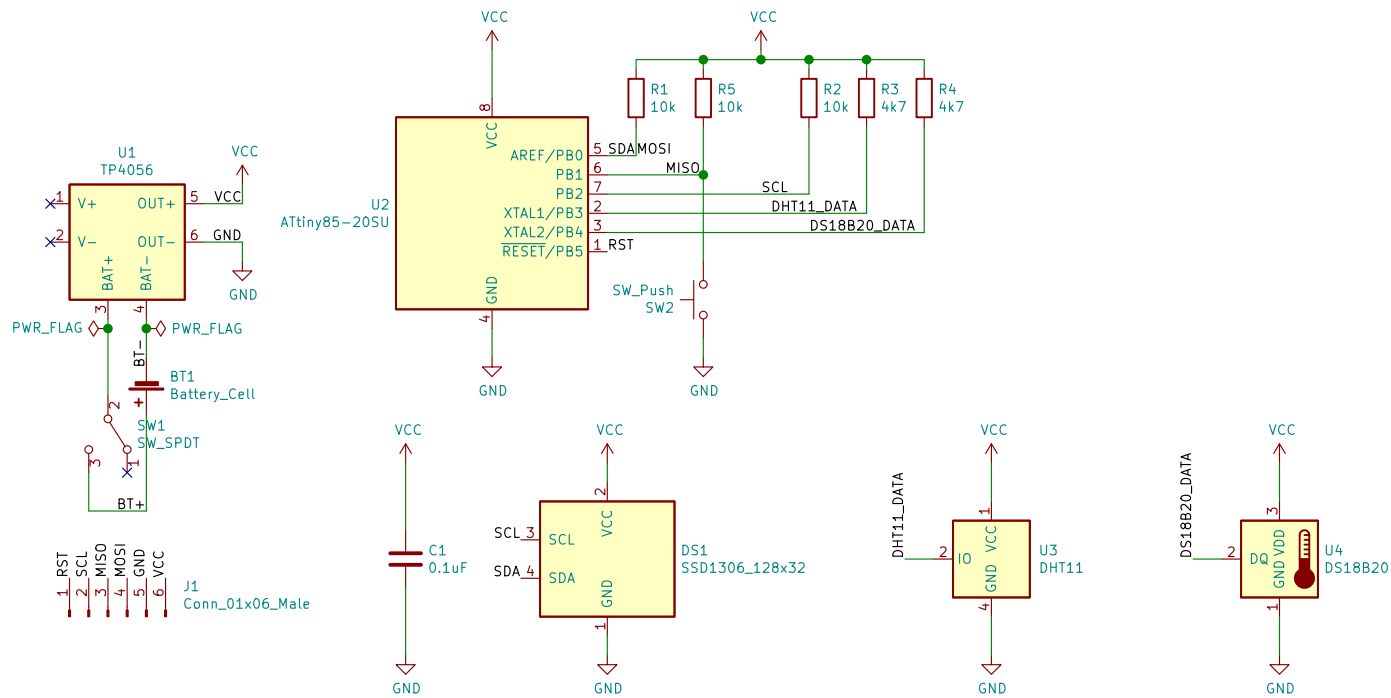 VCC
VCC
R1
10k
R5
10k
R2
10k
R3
4k7
R4
4k7
8
VCC
U2
ATtiny85-20SU
AREF/PB0
5
SDA
MOSI
PB1
6
MISO
PB2
7
SCL
XTAL1/PB3
2
DHT11_DATA
XTAL2/PB4
3
DS18B20_DATA
RESET/PB5
1
RST
GND
4
GND
SW_Push
SW2
GND
U1
TP4056
VCC
1
V+
OUT+
5
VCC
2
V-
OUT-
6
GND
BAT+
BAT-
GND
3
4
PWR_FLAG
PWR_FLAG
BT-
BT1
Battery_Cell
+
2
SW1
SW_SPDT
3
1
BT+
RST
SCL
MISO
MOSI
GND
VCC
1
2
3
4
5
6
J1
Conn_01x06_Male
VCC
C1
0.1uF
GND
VCC
2
VCC
SCL
3
SCL
SDA
4
SDA
DS1
SSD1306_128x32
GND
1
GND
VCC
DHT11_DATA
1
VCC
2
IO
U3
DHT11
GND
4
GND
VCC
DS18B20_DATA
3
VDD
2
DQ
U4
DS18B20
GND
1
GND